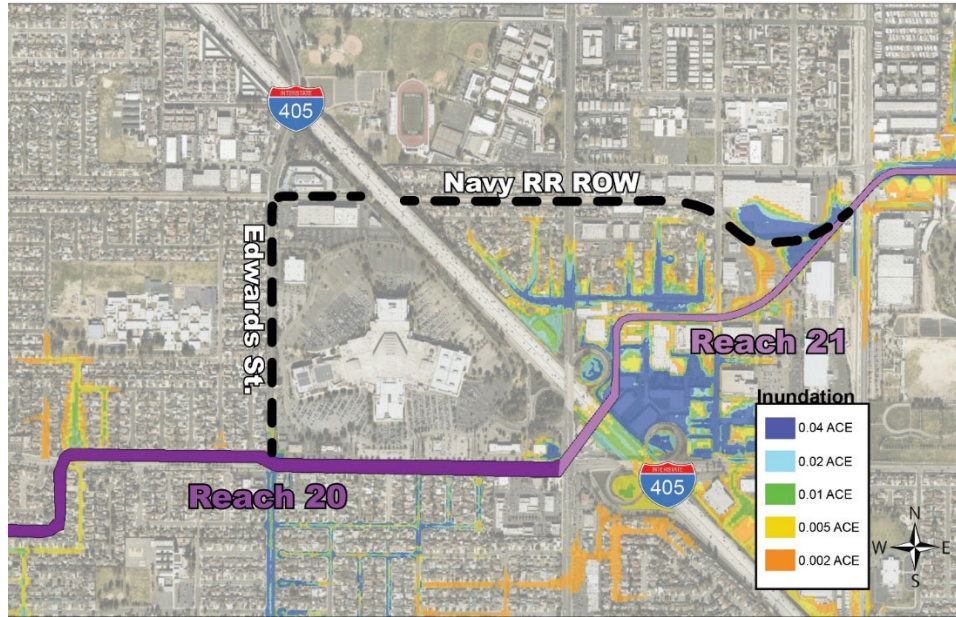 INTERSTATE
405
Navy RR ROW
Edwards St.
Reach 21
Reach 20
Inundation
0.04 ACE
0.02 ACE
0.01 ACE
0.005 ACE
0.002 ACE
INTERSTATE
405
N
W
E
S